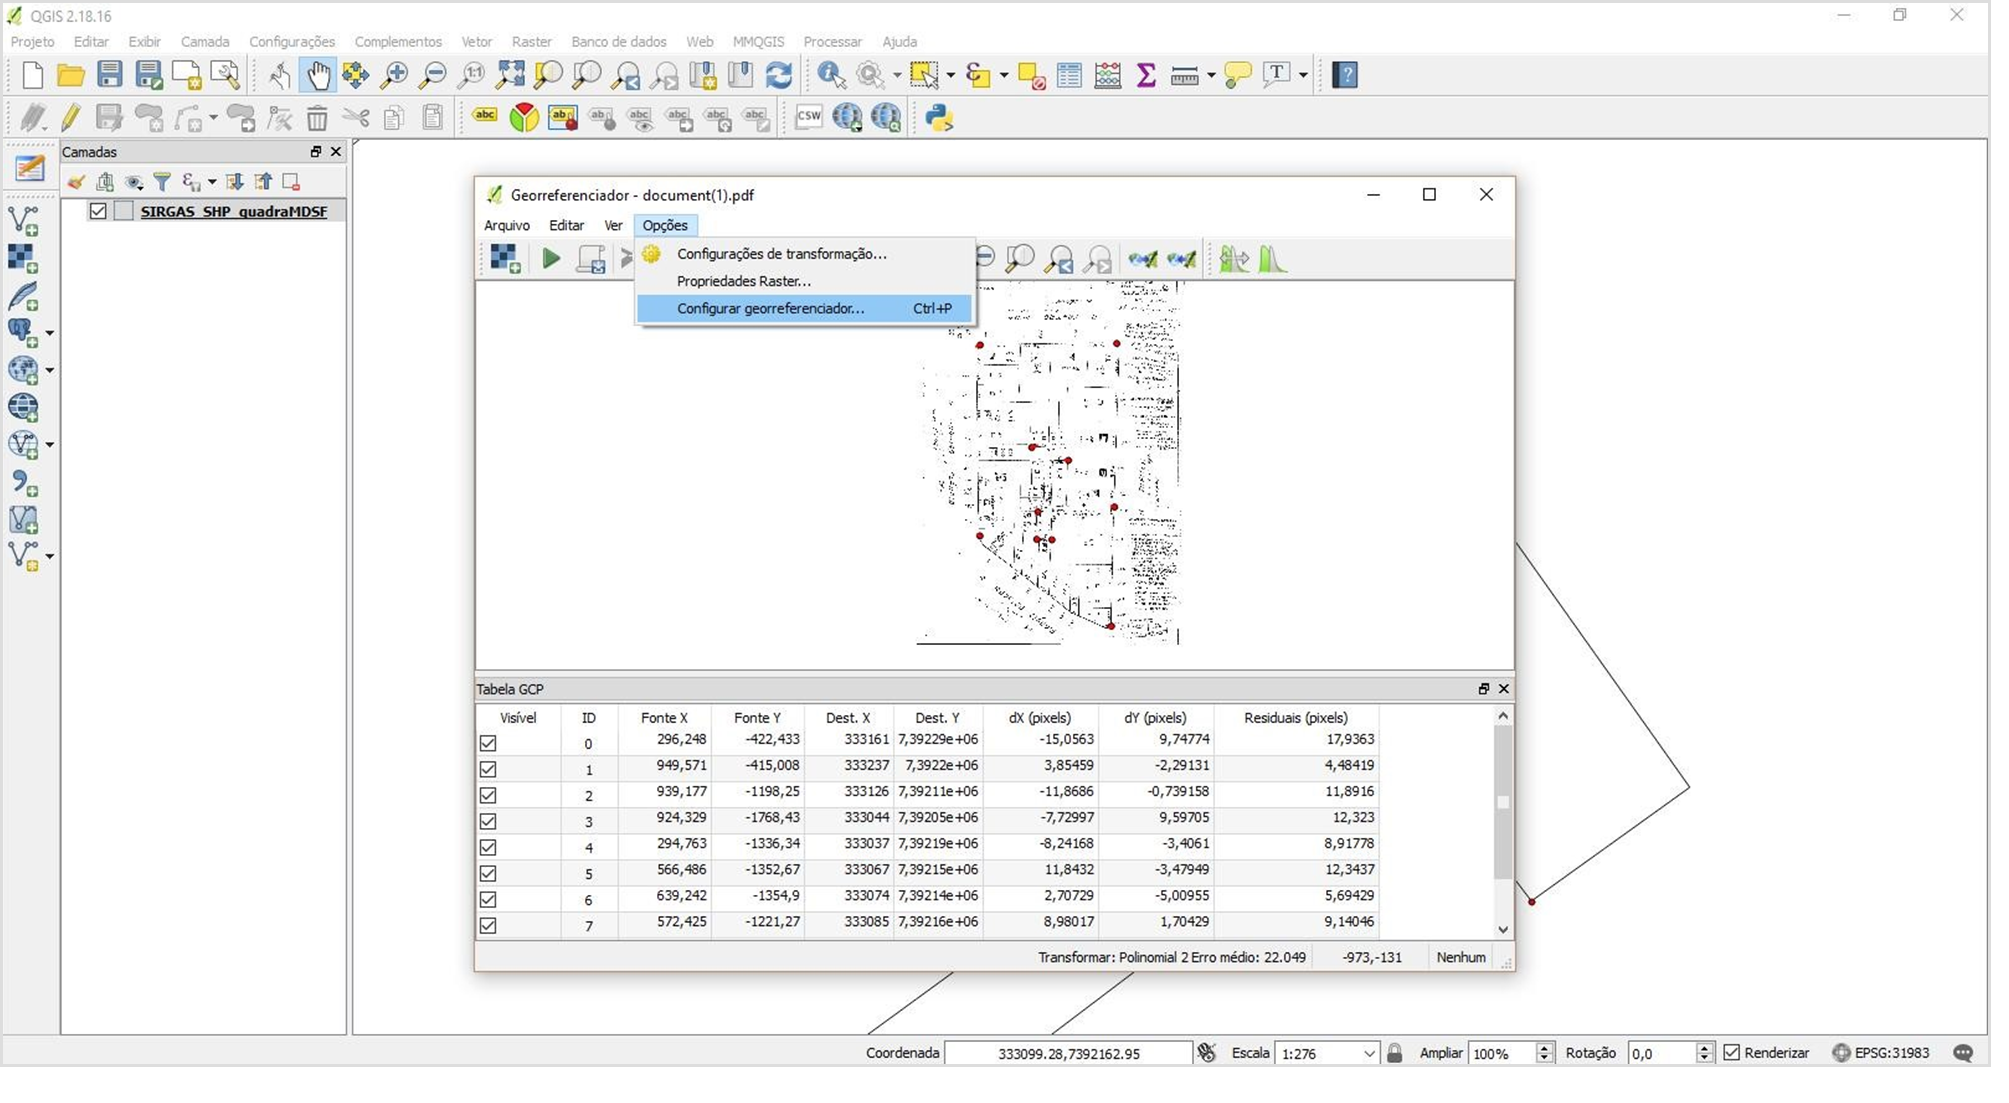 QGIS 2.18.16
Projeto Editar Exibir Camada Configurações Complementos Vetor Raster Banco de dados Web MMQGIS Processar Ajuda
1:1 Σ T ?
abc ab ab abc abc abc abc CSW
Camadas
SIRGAS_SHP_quadraMDSF
Georreferenciador - document(1).pdf
Arquivo Editar Ver Opções
Configurações de transformação...
Propriedades Raster...
Configurar georreferenciador... Ctrl+P
Tabela GCP
Visível ID Fonte X Fonte Y Dest. X Dest. Y dX (pixels) dY (pixels) Residuais (pixels)
0 296,248 -422,433 333161 7,39229e+06 -15,0563 9,74774 17,9363
1 949,571 -415,008 333237 7,3922e+06 3,85459 -2,29131 4,48419
2 939,177 -1198,25 333126 7,39211e+06 -11,8686 -0,739158 11,8916
3 924,329 -1768,43 333044 7,39205e+06 -7,72997 9,59705 12,323
4 294,763 -1336,34 333037 7,39219e+06 -8,24168 -3,4061 8,91778
5 566,486 -1352,67 333067 7,39215e+06 11,8432 -3,47949 12,3437
6 639,242 -1354,9 333074 7,39214e+06 2,70729 -5,00955 5,69429
7 572,425 -1221,27 333085 7,39216e+06 8,98017 1,70429 9,14046
Transformar: Polinomial 2 Erro médio: 22.049 -973,-131 Nenhum
Coordenada 333099.28,7392162.95 Escala 1:276 Ampliar 100% Rotação 0,0 Renderizar EPSG:31983